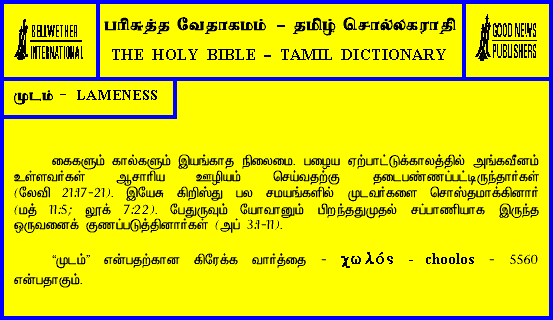 BELLWETHER
INTERNATIONAL
பரிசுத்த வேதாகமம் - தமிழ் சொல்லகராதி
THE HOLY BIBLE - TAMIL DICTIONARY
GOOD NEWS
PUBLISHERS
முடம் - LAMENESS
கைகளும் கால்களும் இயங்காத நிலைமை. பழைய ஏற்பாட்டுக்காலத்தில் அங்கவீனம்
உள்ளவர்கள் ஆசாரிய ஊழியம் செய்வதற்கு தடைபண்ணப்பட்டிருந்தார்கள்
(லேவி 21:17-21). இயேசு கிறிஸ்து பல சமயங்களில் முடவர்களை சொஸ்தமாக்கினார்
(மத் 11:5; லூக் 7:22). பேதுருவும் யோவானும் பிறந்ததுமுதல் சப்பாணியாக இருந்த
ஒருவனைக் குணப்படுத்தினார்கள் (அப் 3:1-11).
“முடம்” என்பதற்கான கிரேக்க வார்த்தை - χωλός - choolos - 5560
என்பதாகும்.